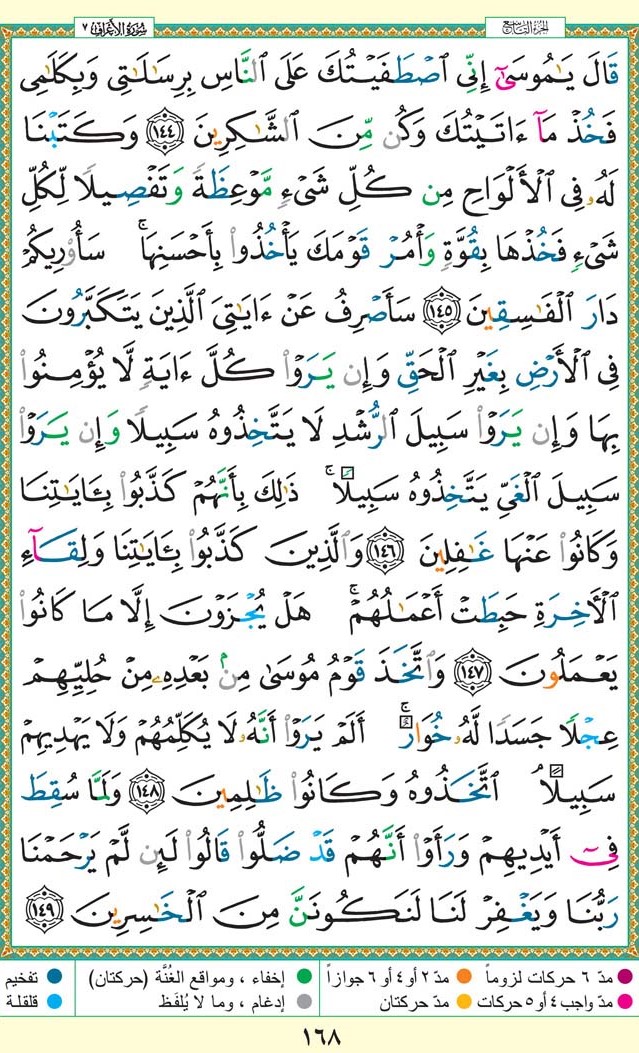 الجزء التاسع
سورة الأعراف ٧
قَالَ يَٰمُوسَىٰٓ إِنِّى ٱصۡطَفَيۡتُكَ عَلَى ٱلنَّاسِ بِرِسَٰلَٰتِى وَبِكَلَٰمِى
فَخُذۡ مَآ ءَاتَيۡتُكَ وَكُن مِّنَ ٱلشَّٰكِرِينَ ١٤٤ وَكَتَبۡنَا
لَهُۥ فِى ٱلۡأَلۡوَاحِ مِن كُلِّ شَىۡءٖ مَّوۡعِظَةٗ وَتَفۡصِيلٗا لِّكُلِّ
شَىۡءٖ فَخُذۡهَا بِقُوَّةٖ وَأۡمُرۡ قَوۡمَكَ يَأۡخُذُواْ بِأَحۡسَنِهَاۚ سَأُوْرِيكُمۡ
دَارَ ٱلۡفَٰسِقِينَ ١٤٥ سَأَصۡرِفُ عَنۡ ءَايَٰتِىَ ٱلَّذِينَ يَتَكَبَّرُونَ
فِى ٱلۡأَرۡضِ بِغَيۡرِ ٱلۡحَقِّ وَإِن يَرَوۡاْ كُلَّ ءَايَةٖ لَّا يُؤۡمِنُواْ
بِهَا وَإِن يَرَوۡاْ سَبِيلَ ٱلرُّشۡدِ لَا يَتَّخِذُوهُ سَبِيلٗا وَإِن يَرَوۡاْ
سَبِيلَ ٱلۡغَىِّ يَتَّخِذُوهُ سَبِيلٗاۚ ذَٰلِكَ بِأَنَّهُمۡ كَذَّبُواْ بِـَٔايَٰتِنَا
وَكَانُواْ عَنۡهَا غَٰفِلِينَ ١٤٦ وَٱلَّذِينَ كَذَّبُواْ بِـَٔايَٰتِنَا وَلِقَآءِ
ٱلۡأٓخِرَةِ حَبِطَتۡ أَعۡمَٰلُهُمۡۚ هَلۡ يُجۡزَوۡنَ إِلَّا مَا كَانُواْ
يَعۡمَلُونَ ١٤٧ وَٱتَّخَذَ قَوۡمُ مُوسَىٰ مِنۢ بَعۡدِهِۦ مِنۡ حُلِيِّهِمۡ
عِجۡلٗا جَسَدٗا لَّهُۥ خُوَارٌۚ أَلَمۡ يَرَوۡاْ أَنَّهُۥ لَا يُكَلِّمُهُمۡ وَلَا يَهۡدِيهِمۡ
سَبِيلًاۘ ٱتَّخَذُوهُ وَكَانُواْ ظَٰلِمِينَ ١٤٨ وَلَمَّا سُقِطَ
فِىٓ أَيۡدِيهِمۡ وَرَأَوۡاْ أَنَّهُمۡ قَدۡ ضَلُّواْ قَالُواْ لَئِن لَّمۡ يَرۡحَمۡنَا
رَبُّنَا وَيَغۡفِرۡ لَنَا لَنَكُونَنَّ مِنَ ٱلۡخَٰسِرِينَ ١٤٩
مدّ ٦ حركات لزوماً مدّ ٢ أو ٤ أو ٦ جوازاً إخفاء ، ومواقع الغُنَّة (حركتان) تفخيم
مدّ واجب ٤ أو ٥ حركات مدّ حركتان إدغام ، وما لا يُلفَظ قلقلة
١٦٨